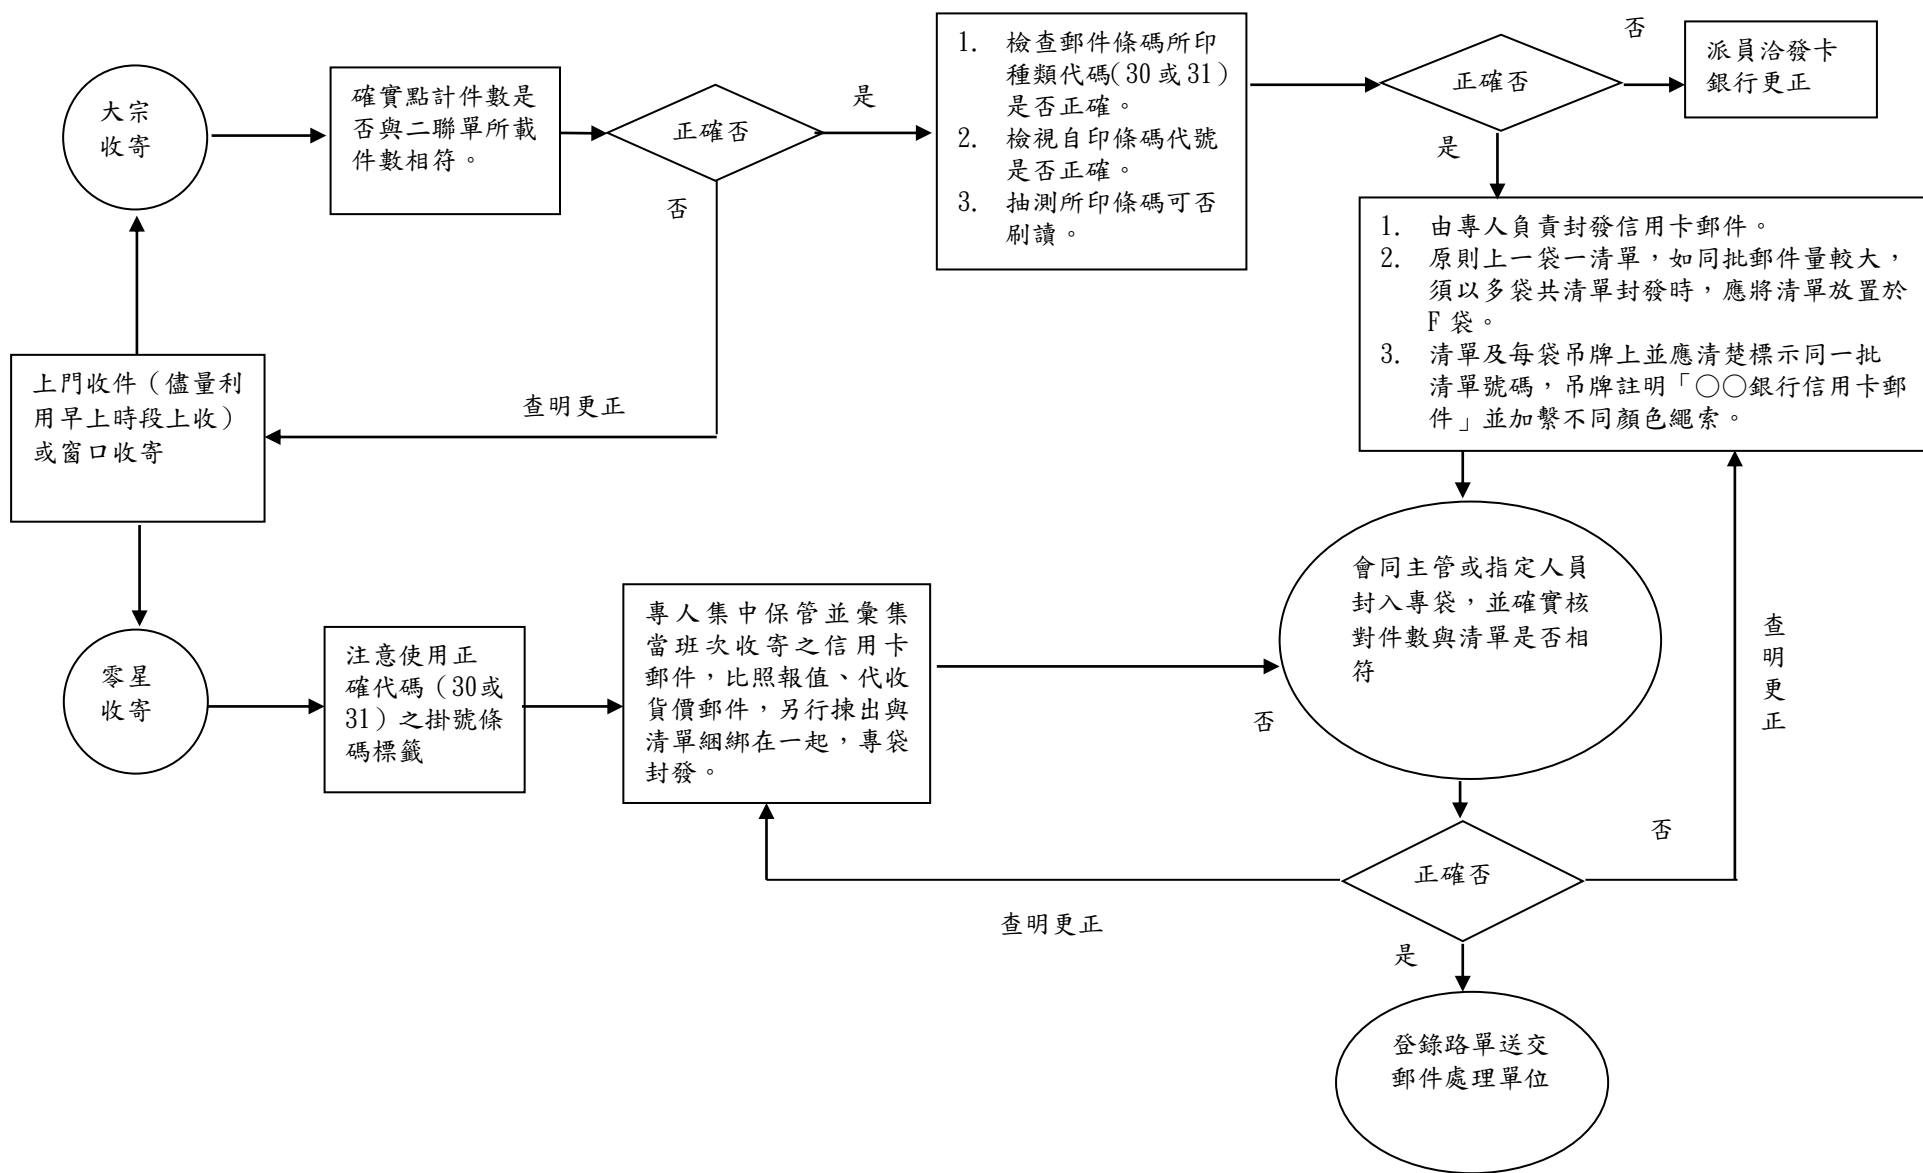 大宗
收寄
確實點計件數是
否與二聯單所載
件數相符。
正確否
是
否
1. 檢查郵件條碼所印
種類代碼(30 或 31)
是否正確。
2. 檢視自印條碼代號
是否正確。
3. 抽測所印條碼可否
刷讀。
正確否
否
是
派員洽發卡
銀行更正
1. 由專人負責封發信用卡郵件。
2. 原則上一袋一清單，如同批郵件量較大，
須以多袋共清單封發時，應將清單放置於
F 袋。
3. 清單及每袋吊牌上並應清楚標示同一批
清單號碼，吊牌註明「○○銀行信用卡郵
件」並加繫不同顏色繩索。
上門收件（儘量利
用早上時段上收）
或窗口收寄
查明更正
零星
收寄
注意使用正
確代碼（30或
31）之掛號條
碼標籤
專人集中保管並彙集
當班次收寄之信用卡
郵件，比照報值、代收
貨價郵件，另行揀出與
清單綑綁在一起，專袋
封發。
否
會同主管或指定人員
封入專袋，並確實核
對件數與清單是否相
符
查
明
更
正
正確否
否
查明更正
是
登錄路單送交
郵件處理單位